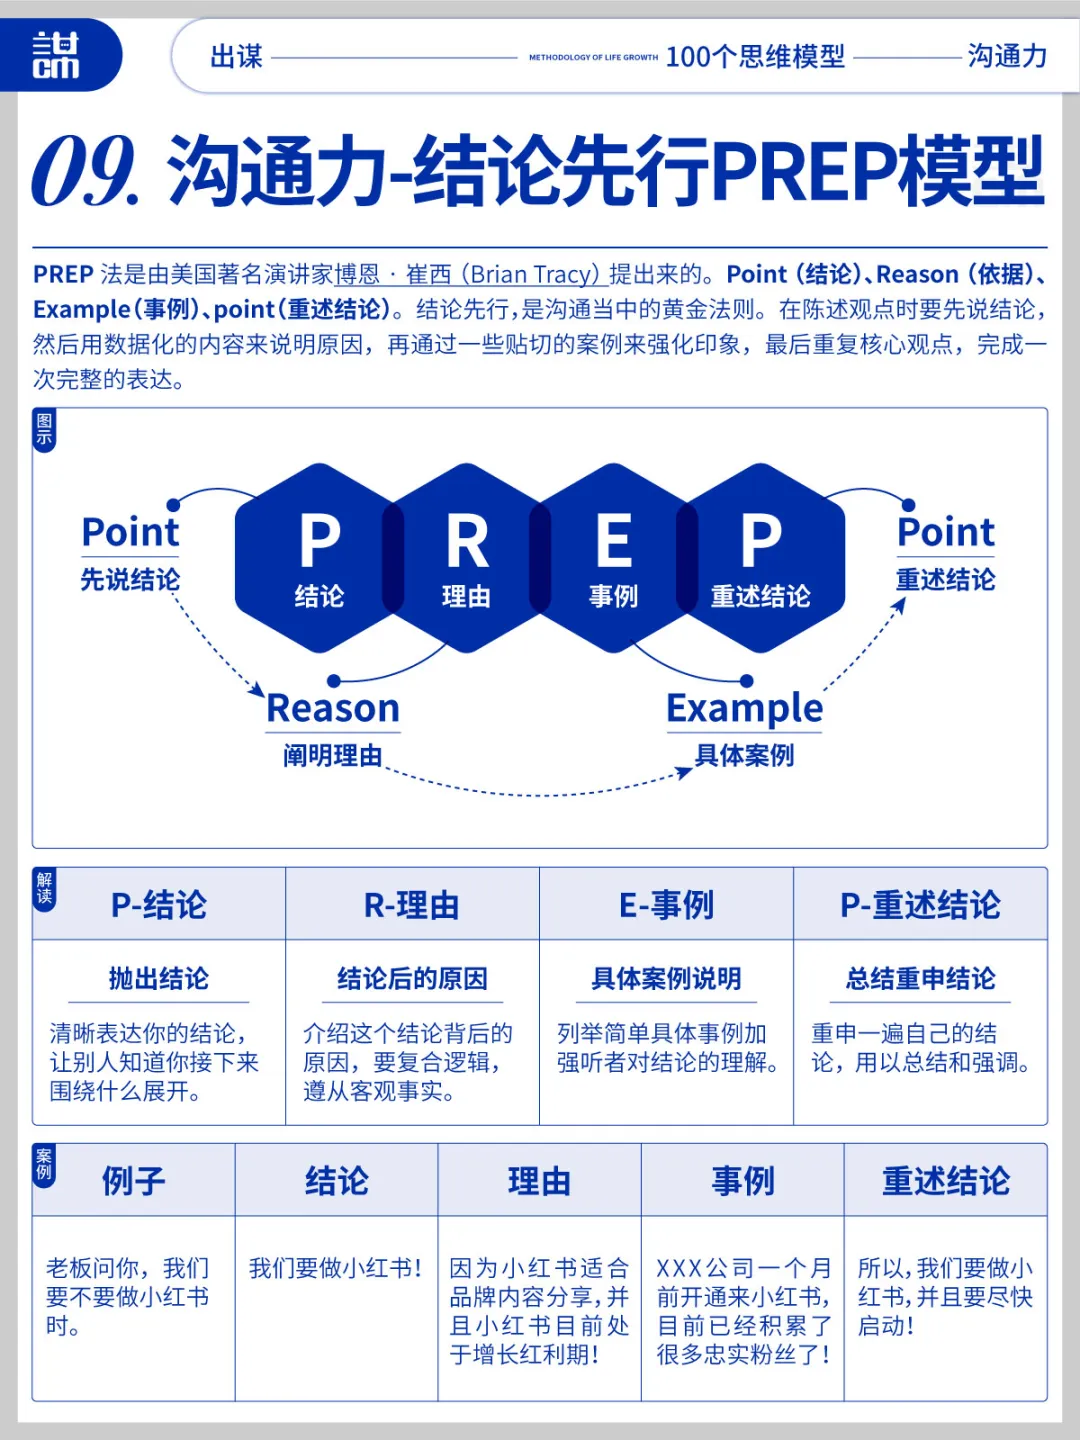 谋cm
出谋
METHODOLOGY OF LIFE GROWTH
100个思维模型
沟通力
09. 沟通力-结论先行PREP模型
PREP 法是由美国著名演讲家博恩 · 崔西（Brian Tracy）提出来的。Point（结论）、Reason（依据）、
Example（事例）、point（重述结论）。结论先行，是沟通当中的黄金法则。在陈述观点时要先说结论，
然后用数据化的内容来说明原因，再通过一些贴切的案例来强化印象，最后重复核心观点，完成一
次完整的表达。
图示
P
结论
R
理由
E
事例
P
重述结论
Point
先说结论
Reason
阐明理由
Example
具体案例
Point
重述结论
解读
P-结论
R-理由
E-事例
P-重述结论
抛出结论
清晰表达你的结论，
让别人知道你接下来
围绕什么展开。
结论后的原因
介绍这个结论背后的
原因，要复合逻辑，
遵从客观事实。
具体案例说明
列举简单具体事例加
强听者对结论的理解。
总结重申结论
重申一遍自己的结
论，用以总结和强调。
案例
例子
结论
理由
事例
重述结论
老板问你，我们
要不要做小红书
时。
我们要做小红书！
因为小红书适合
品牌内容分享，并
且小红书目前处
于增长红利期！
XXX公司一个月
前开通来小红书，
目前已经积累了
很多忠实粉丝了！
所以，我们要做小
红书，并且要尽快
启动！